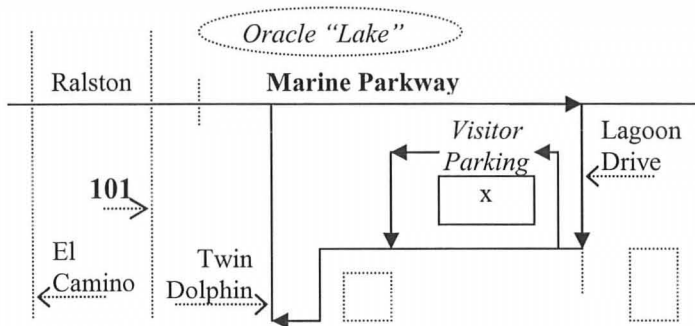 Oracle “Lake”
Ralston
Marine Parkway
Visitor
Parking
Lagoon
Drive
x
101
El
Camino
Twin
Dolphin